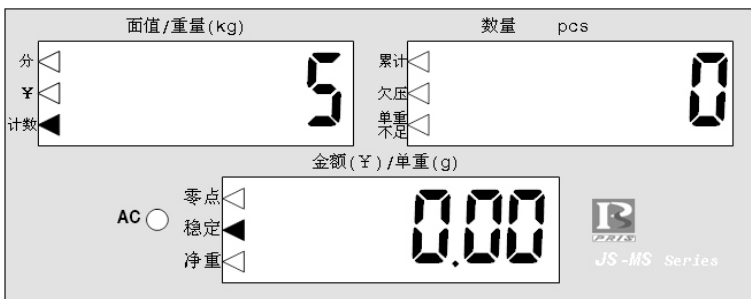 面值/重量(kg)
数量 pcs
分
¥
计数
5
累计
欠压
单重
不足
0
金额(¥)/单重(g)
AC
零点
稳定
净重
0.00
PRIS
JS-MS Series